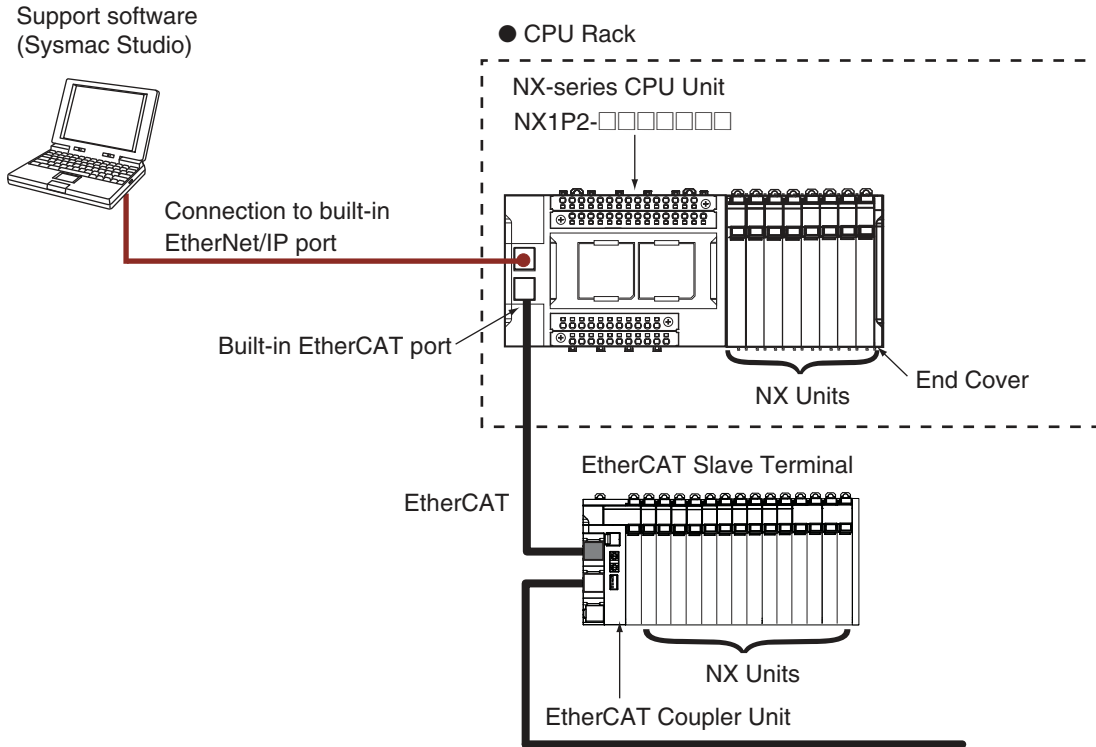 Support software
(Sysmac Studio)
● CPU Rack
NX-series CPU Unit
NX1P2-□□□□□□□
Connection to built-in
EtherNet/IP port
Built-in EtherCAT port
End Cover
NX Units
EtherCAT Slave Terminal
EtherCAT
NX Units
EtherCAT Coupler Unit